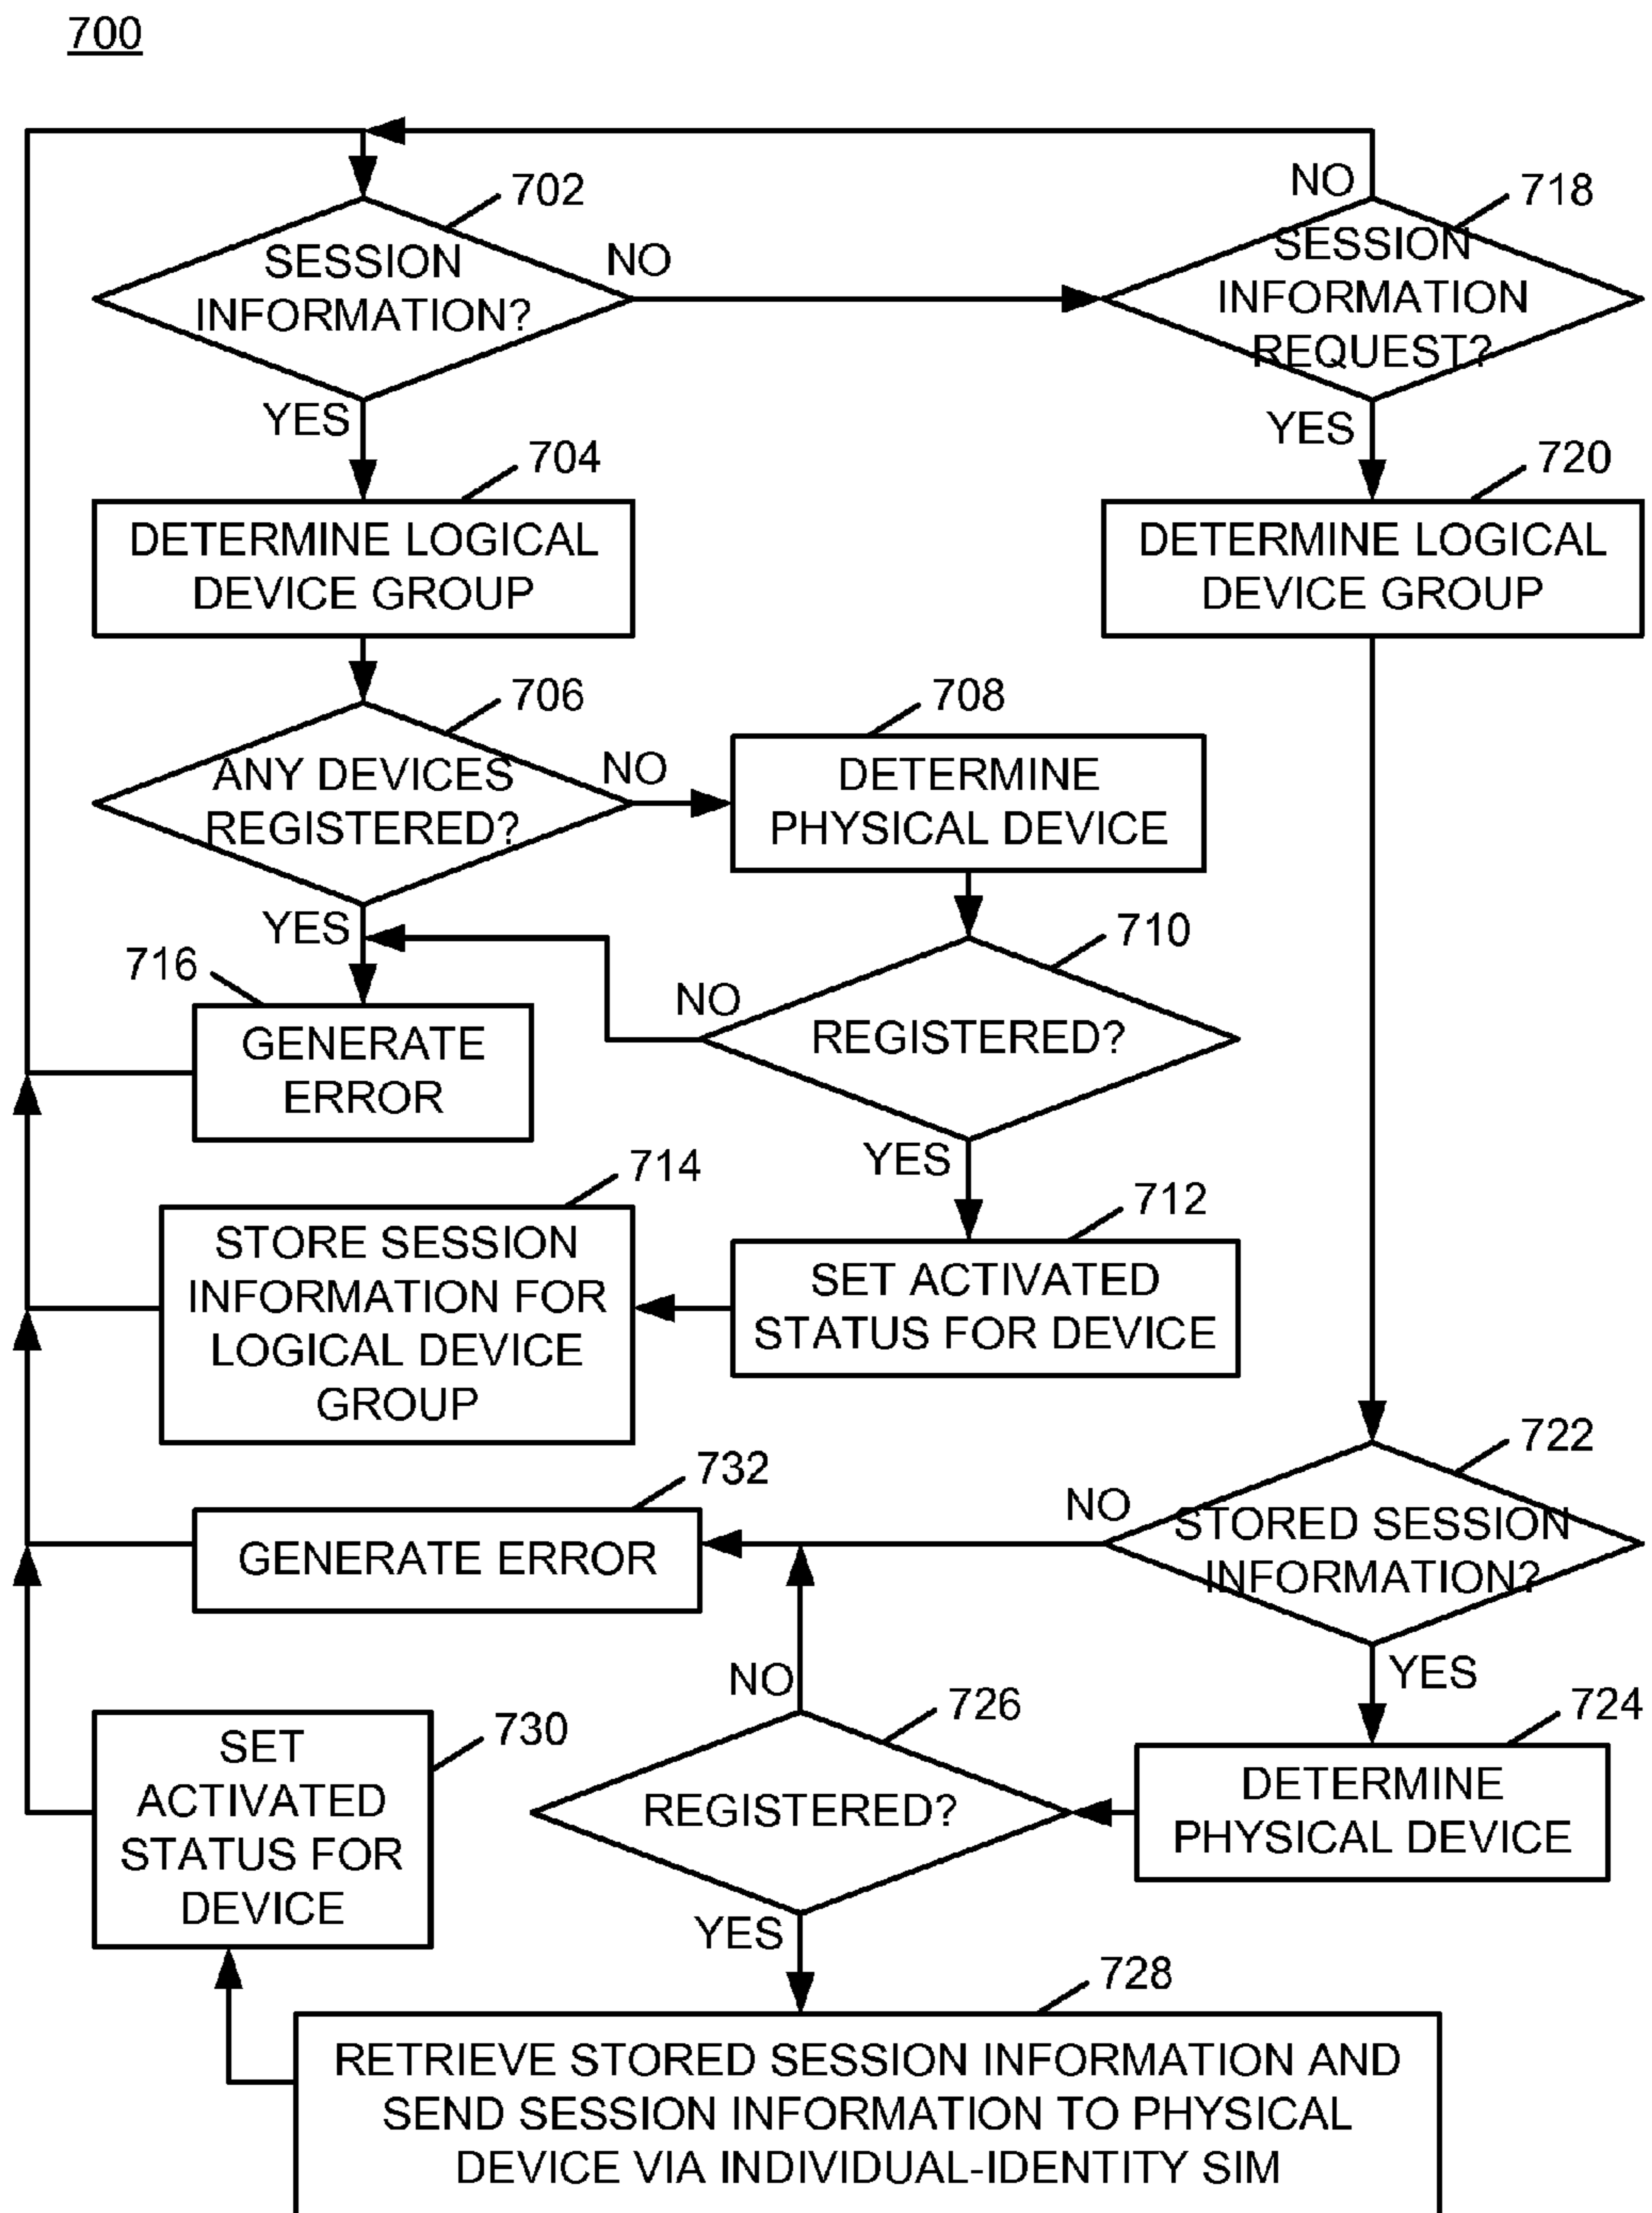 700
702
SESSION
INFORMATION?
NO
YES
NO
718
SESSION
INFORMATION
REQUEST?
YES
704
DETERMINE LOGICAL
DEVICE GROUP
720
DETERMINE LOGICAL
DEVICE GROUP
706
ANY DEVICES
REGISTERED?
NO
YES
708
DETERMINE
PHYSICAL DEVICE
710
NO
REGISTERED?
YES
716
GENERATE
ERROR
714
STORE SESSION
INFORMATION FOR
LOGICAL DEVICE
GROUP
712
SET ACTIVATED
STATUS FOR DEVICE
722
NO
STORED SESSION
INFORMATION?
YES
732
GENERATE ERROR
724
DETERMINE
PHYSICAL DEVICE
NO
726
REGISTERED?
YES
730
SET
ACTIVATED
STATUS FOR
DEVICE
728
RETRIEVE STORED SESSION INFORMATION AND
SEND SESSION INFORMATION TO PHYSICAL
DEVICE VIA INDIVIDUAL-IDENTITY SIM